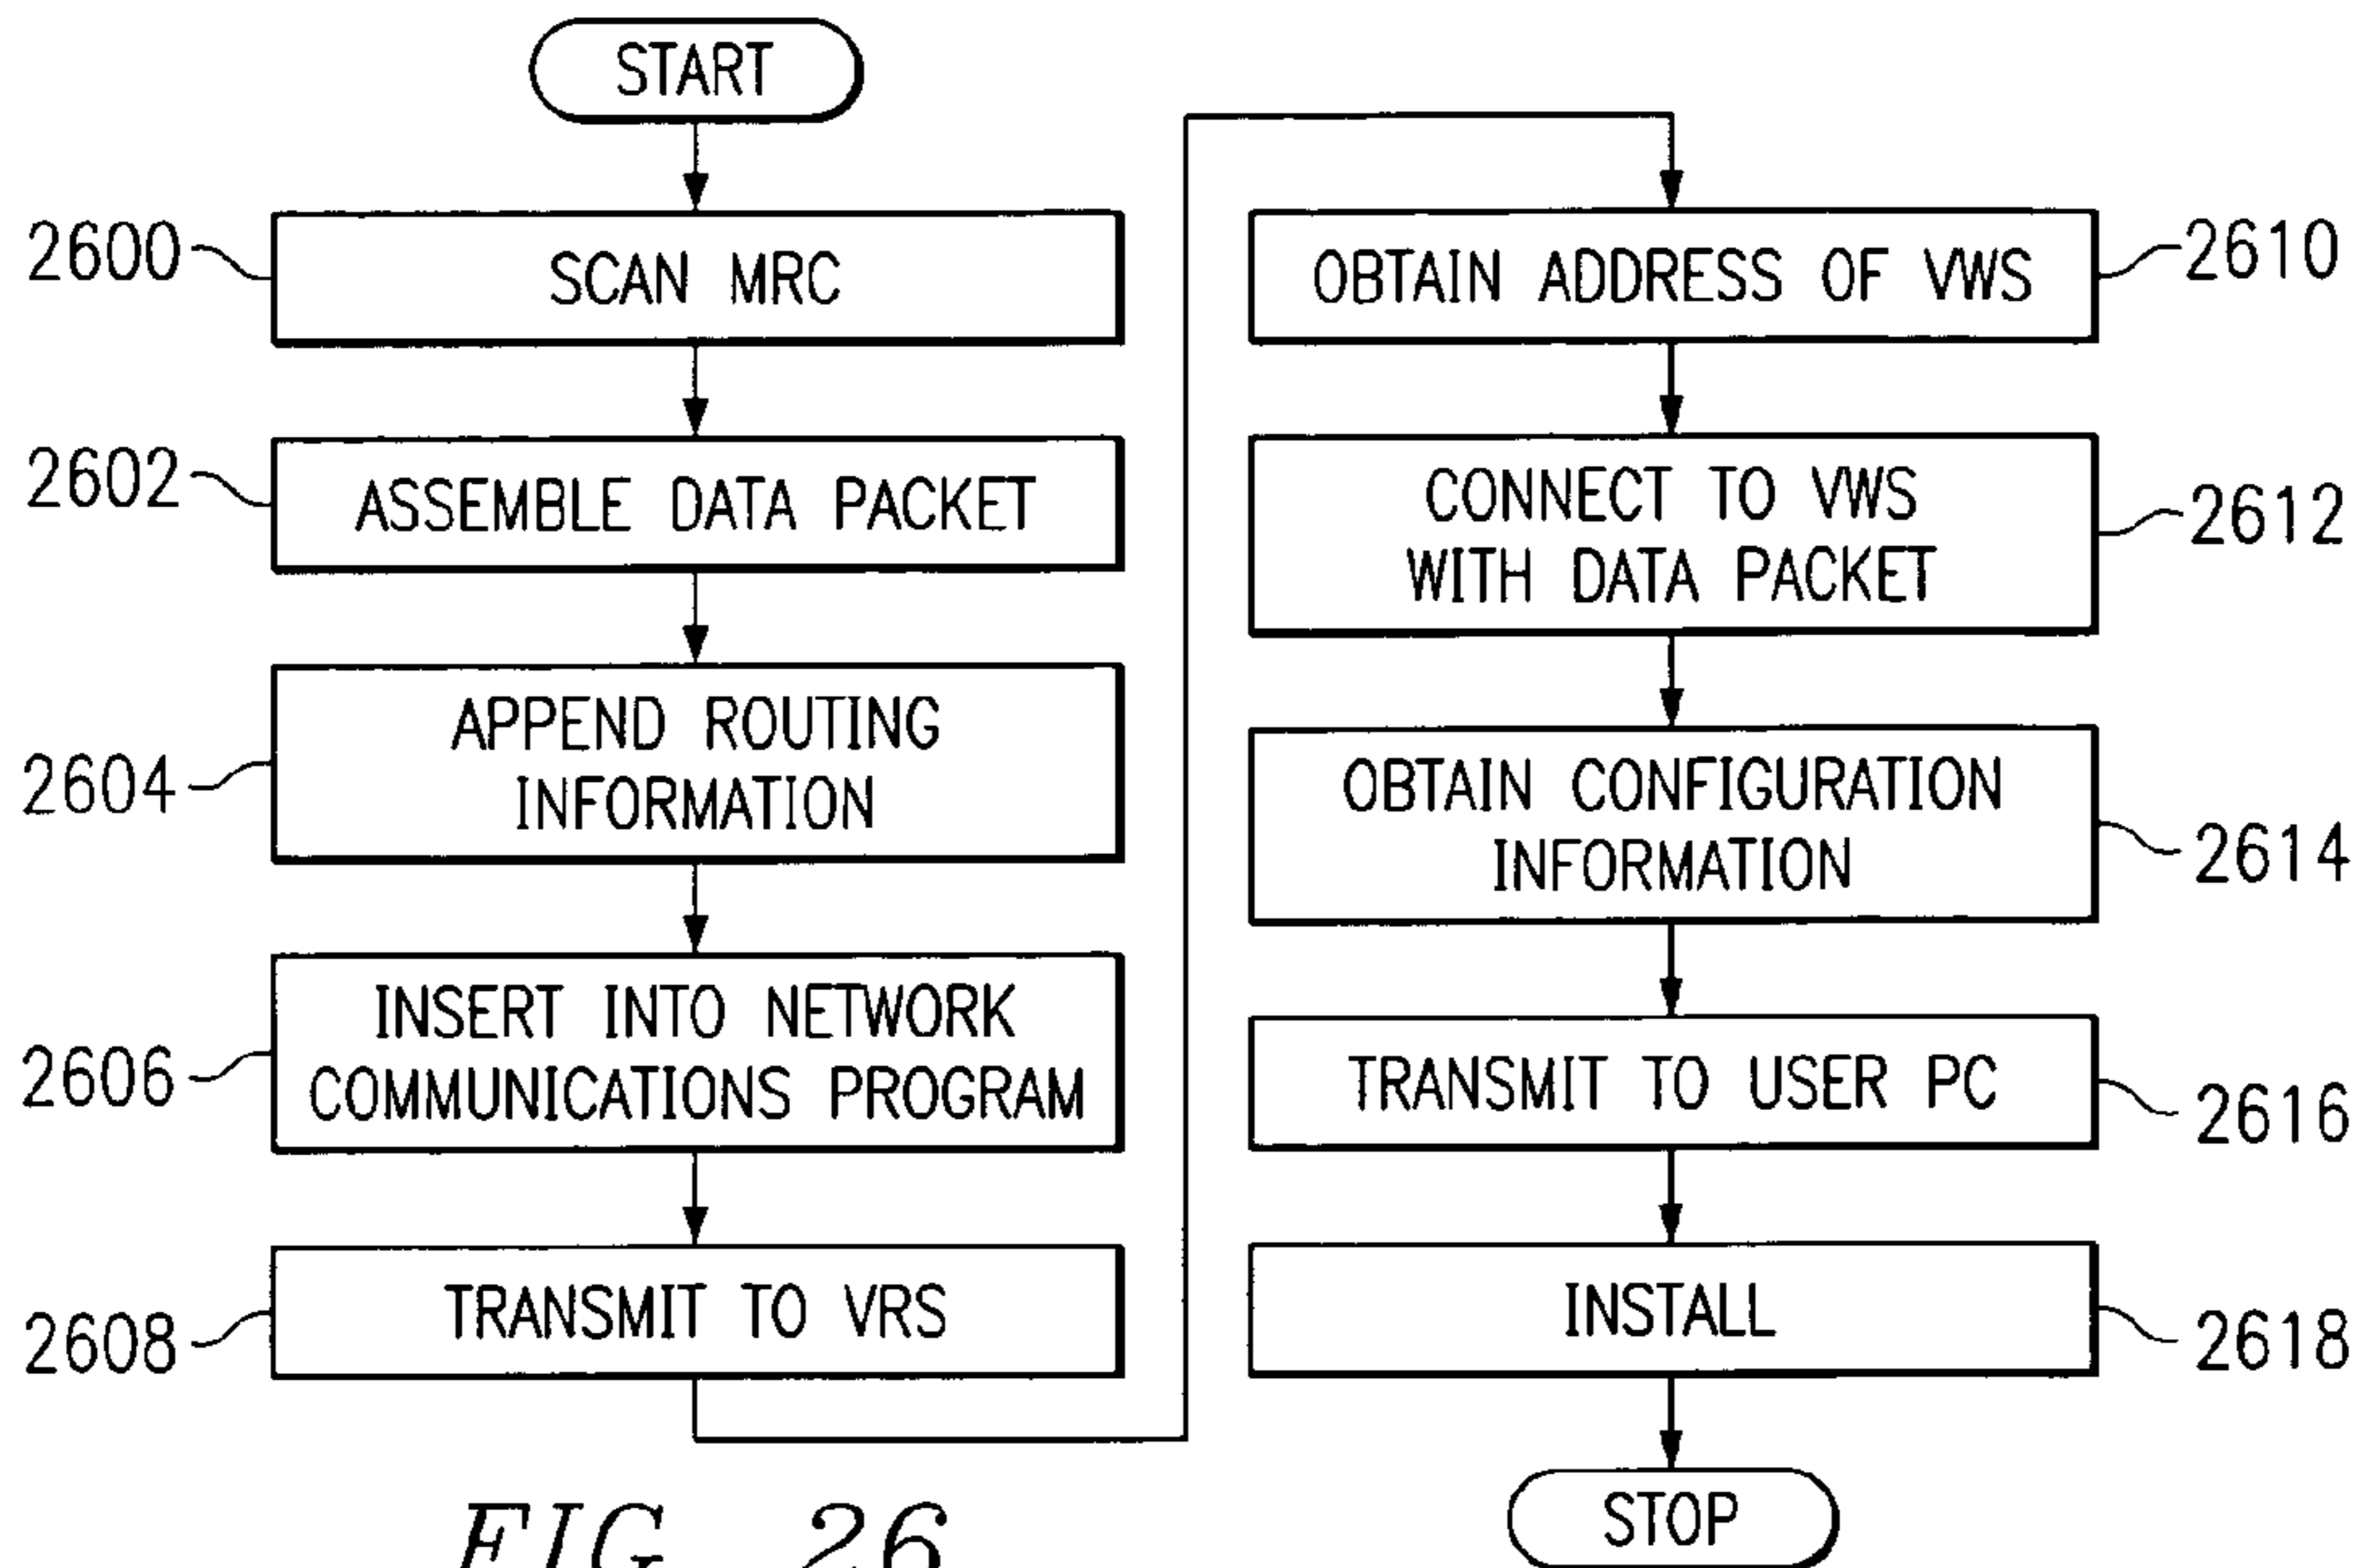 START
2600
SCAN MRC
2602
ASSEMBLE DATA PACKET
2604
APPEND ROUTING
INFORMATION
2606
INSERT INTO NETWORK
COMMUNICATIONS PROGRAM
2608
TRANSMIT TO VRS
OBTAIN ADDRESS OF VWS
2610
CONNECT TO VWS
WITH DATA PACKET
2612
OBTAIN CONFIGURATION
INFORMATION
2614
TRANSMIT TO USER PC
2616
INSTALL
2618
STOP
FIG. 26